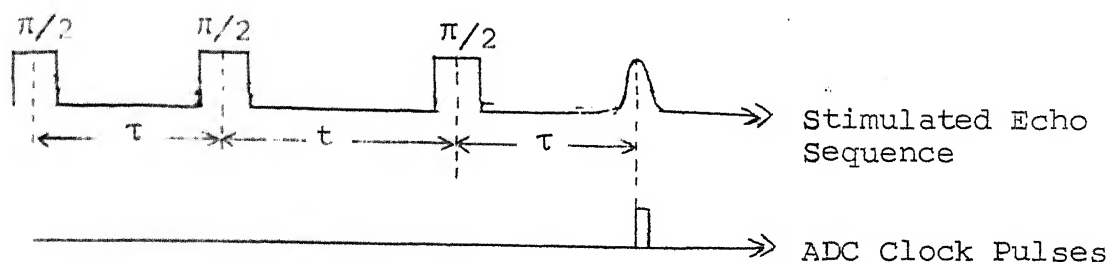 π/2 π/2 π/2
τ t τ
Stimulated Echo
Sequence
ADC Clock Pulses